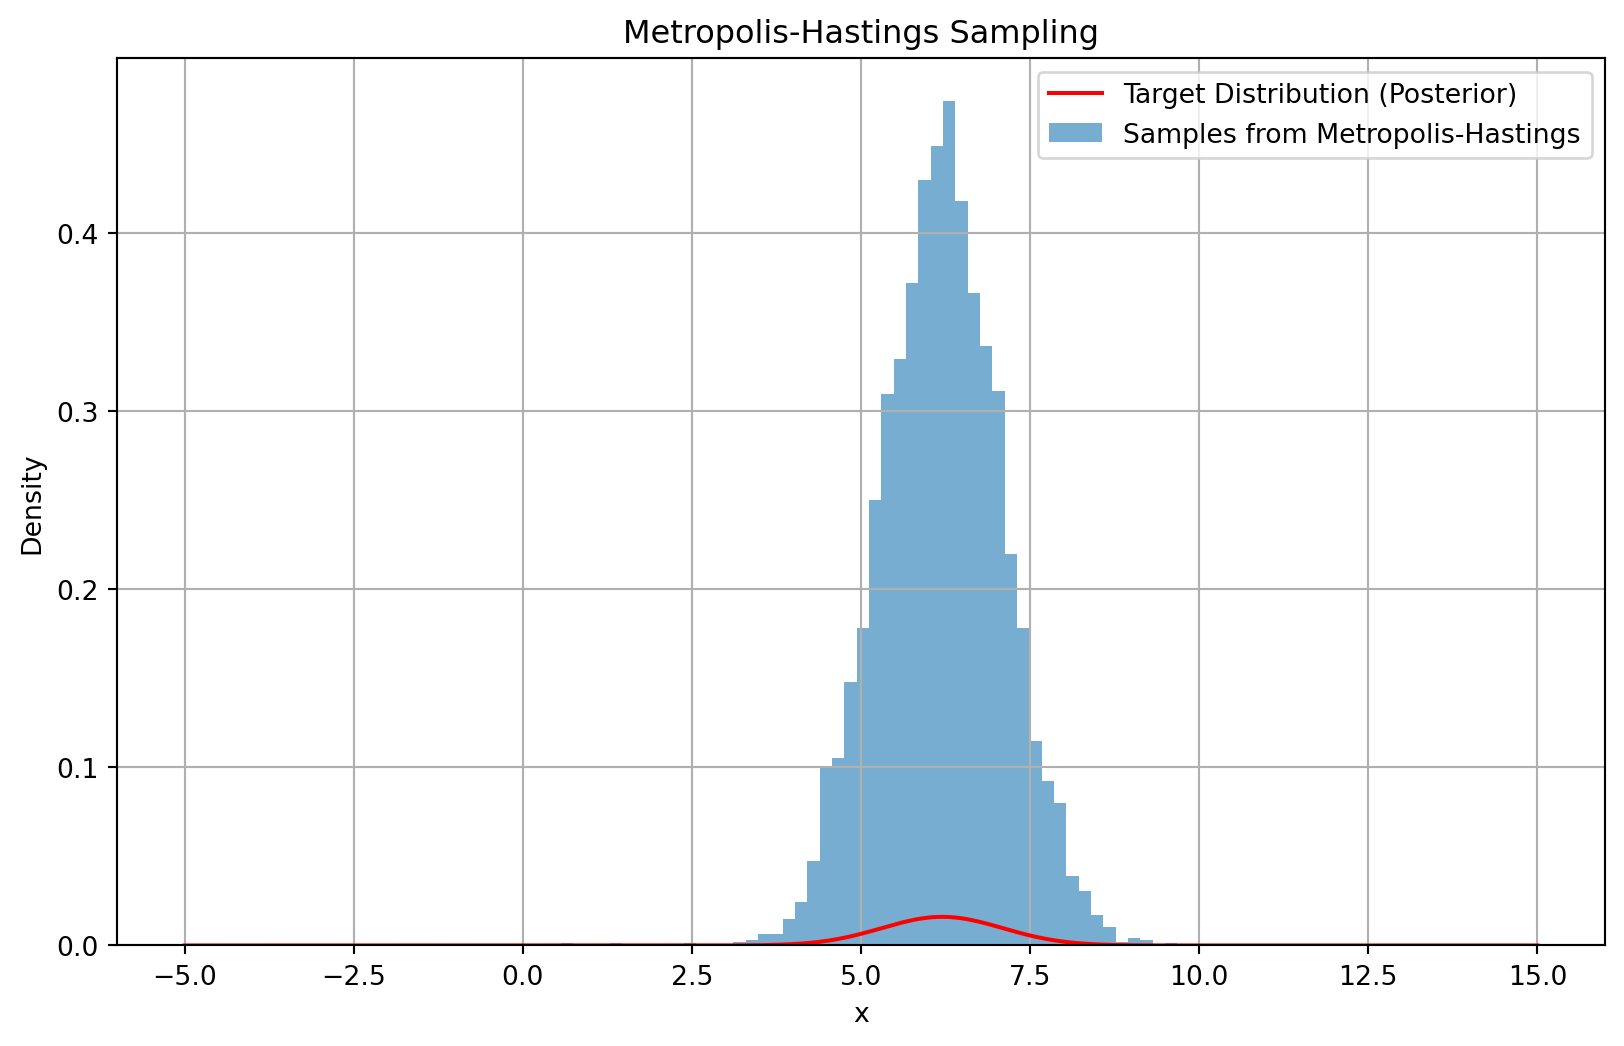 Metropolis-Hastings Sampling
Target Distribution (Posterior)
Samples from Metropolis-Hastings
Density
0.4
0.3
0.2
0.1
0.0
−5.0 −2.5 0.0 2.5 5.0 7.5 10.0 12.5 15.0
x